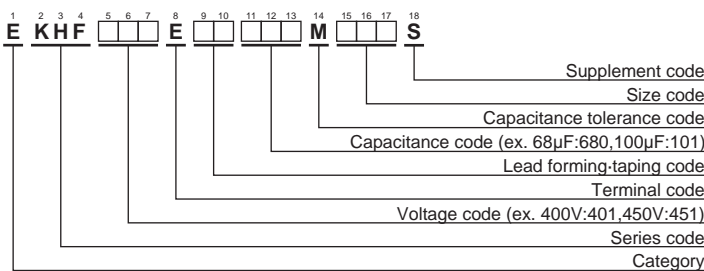 1 2 3 4 5 6 7 8 9 10 11 12 13 14 15 16 17 18
E KHF □□□ E □□ □□□ M □□□ S
Supplement code
Size code
Capacitance tolerance code
Capacitance code (ex. 68μF:680,100μF:101)
Lead forming·taping code
Terminal code
Voltage code (ex. 400V:401,450V:451)
Series code
Category